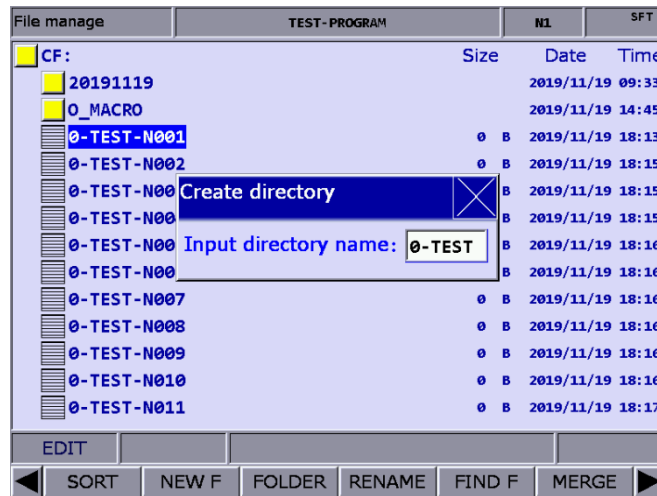 File manage TEST-PROGRAM N1 SFT
CF: Size Date Time
20191119 2019/11/19 09:33
O_MACRO 2019/11/19 14:45
0-TEST-N001 0 B 2019/11/19 18:13
0-TEST-N002 0 B 2019/11/19 18:15
0-TEST-N00 B 2019/11/19 18:15
Create directory
0-TEST-N00 B 2019/11/19 18:15
0-TEST-N00 B 2019/11/19 18:16
Input directory name: 0-TEST
0-TEST-N00 B 2019/11/19 18:16
0-TEST-N007 0 B 2019/11/19 18:16
0-TEST-N008 0 B 2019/11/19 18:16
0-TEST-N009 0 B 2019/11/19 18:16
0-TEST-N010 0 B 2019/11/19 18:16
0-TEST-N011 0 B 2019/11/19 18:17
EDIT
SORT NEW F FOLDER RENAME FIND F MERGE